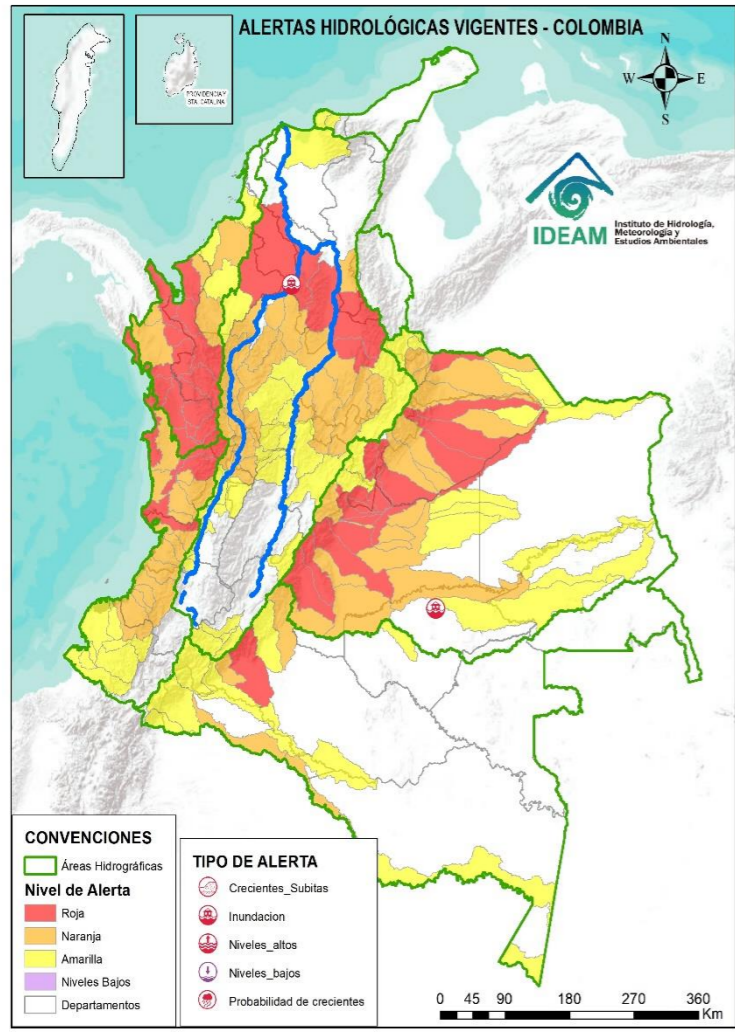 ALERTAS HIDROLÓGICAS VIGENTES - COLOMBIA
PROVIDENCIA Y
STA. CATALINA
N
W
E
S
IDEAM
Instituto de Hidrología,
Meteorología y
Estudios Ambientales
CONVENCIONES
Áreas Hidrográficas
Nivel de Alerta
Roja
Naranja
Amarilla
Niveles Bajos
Departamentos
TIPO DE ALERTA
Crecientes_Subitas
Inundacion
Niveles_altos
Niveles_bajos
Probabilidad de crecientes
0 45 90 180 270 360
Km